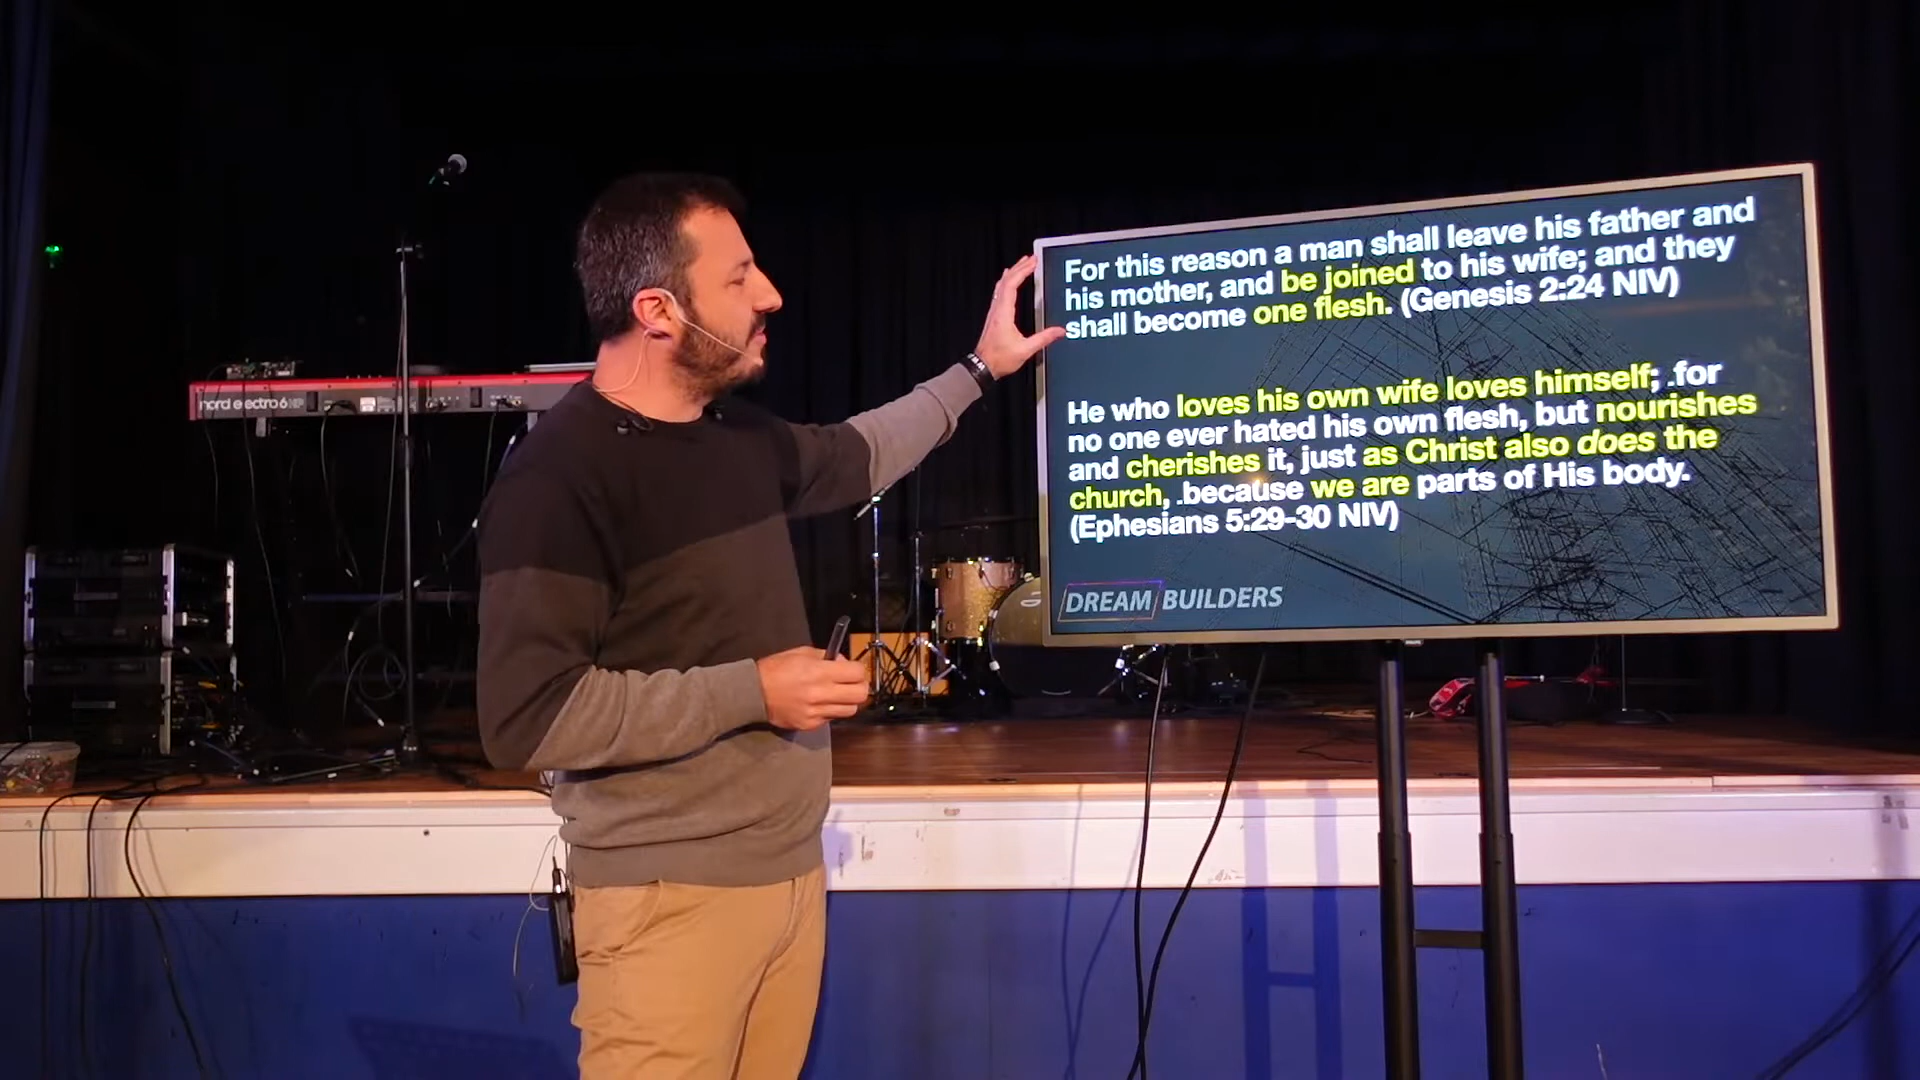 nord electro 6 HP
For this reason a man shall leave his father and
his mother, and be joined to his wife; and they
shall become one flesh. (Genesis 2:24 NIV)
He who loves his own wife loves himself; .for
no one ever hated his own flesh, but nourishes
and cherishes it, just as Christ also does the
church, .because we are parts of His body.
(Ephesians 5:29-30 NIV)
DREAM BUILDERS